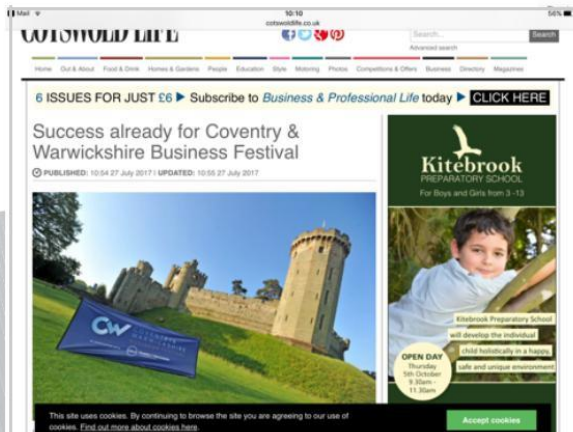 Mail
10:10
56%
cotswoldlife.co.uk
COTSWOLD LIFE
Search...
Search
Advanced search
Home Out & About Food & Drink Homes & Gardens People Education Style Motoring Photos Competitions & Offers Business Directory Magazines
6 ISSUES FOR JUST £6 Subscribe to Business & Professional Life today CLICK HERE
Success already for Coventry &
Warwickshire Business Festival
PUBLISHED: 10:54 27 July 2017 | UPDATED: 10:55 27 July 2017
CW COVENTRY
WARWICKSHIRE
Kitebrook
PREPARATORY SCHOOL
For Boys and Girls from 3 -13
Kitebrook Preparatory School
will develop the individual
child holistically in a happy,
safe and unique environment
OPEN DAY
Thursday
5th October
9.30am -
11.30am
This site uses cookies. By continuing to browse the site you are agreeing to our use of
cookies. Find out more about cookies here.
Accept cookies